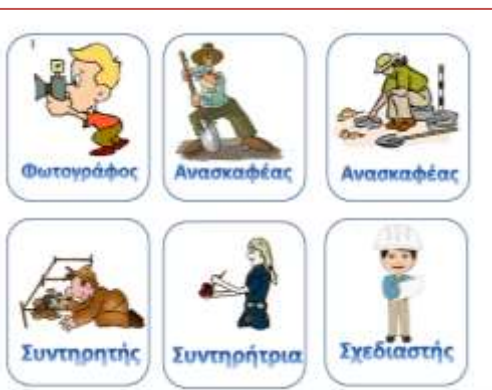 Φωτογράφος
Ανασκαφέας
Ανασκαφέας
Συντηρητής
Συντηρήτρια
Σχεδιαστής